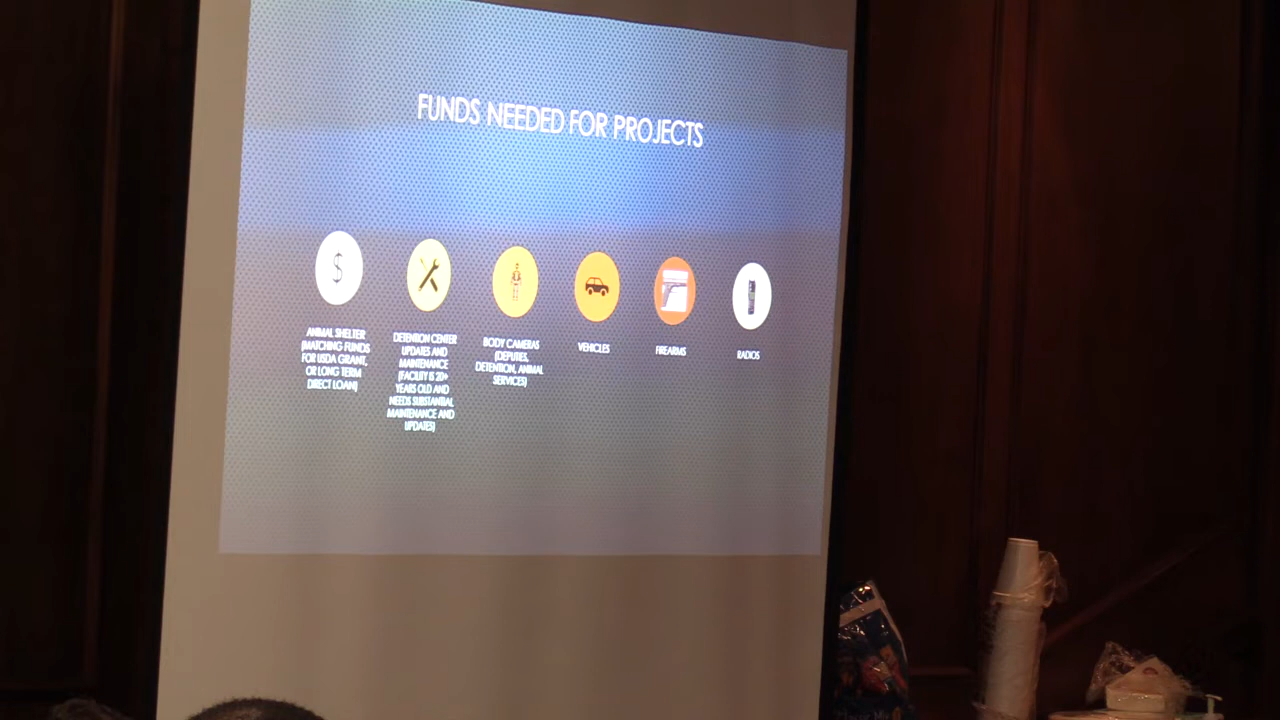 FUNDS NEEDED FOR PROJECTS
$
ANIMAL SHELTER
(MATCHING FUNDS
FOR USDA GRANT,
OR LONG TERM
DIRECT LOAN)
DETENTION CENTER
UPDATES AND
MAINTENANCE
(FACILITY IS 20+
YEARS OLD AND
NEEDS SUBSTANTIAL
MAINTENANCE AND
UPDATES)
BODY CAMERAS
(DEPUTIES,
DETENTION, ANIMAL
SERVICES)
VEHICLES
FIREARMS
RADIOS